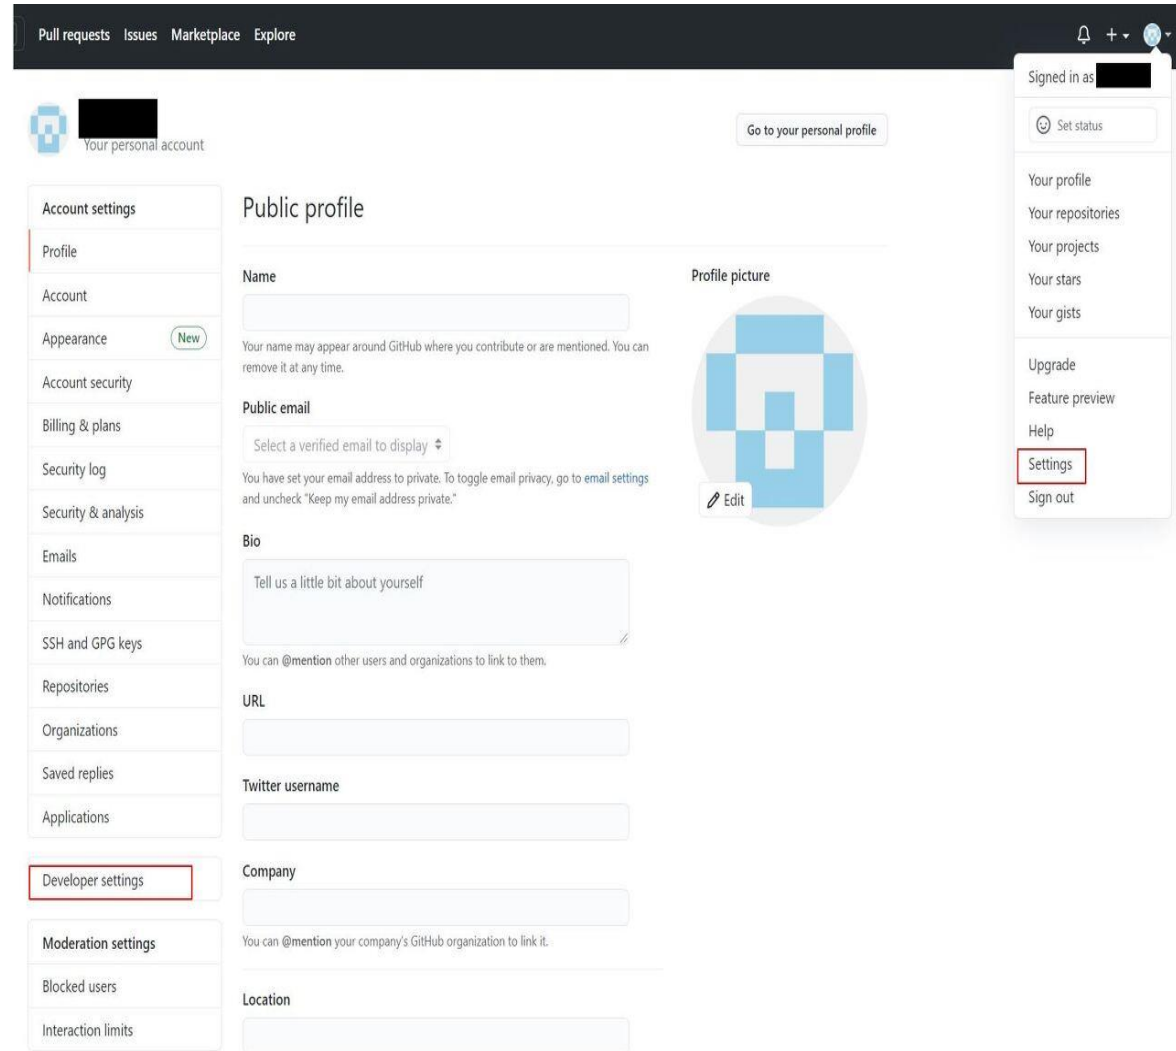 Pull requests Issues Marketplace Explore
Signed in as
Set status
Your profile
Your repositories
Your projects
Your stars
Your gists
Upgrade
Feature preview
Help
Settings
Sign out
Your personal account
Go to your personal profile
Account settings
Profile
Account
Appearance New
Account security
Billing & plans
Security log
Security & analysis
Emails
Notifications
SSH and GPG keys
Repositories
Organizations
Saved replies
Applications
Developer settings
Moderation settings
Blocked users
Interaction limits
Public profile
Name
Your name may appear around GitHub where you contribute or are mentioned. You can
remove it at any time.
Public email
Select a verified email to display
You have set your email address to private. To toggle email privacy, go to email settings
and uncheck "Keep my email address private."
Bio
Tell us a little bit about yourself
You can @mention other users and organizations to link to them.
URL
Twitter username
Company
You can @mention your company's GitHub organization to link it.
Location
Profile picture
Edit